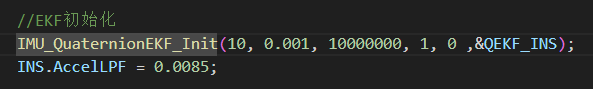 //EKF初始化
IMU_QuaternionEKF_Init(10, 0.001, 10000000, 1, 0 ,&QEKF_INS);
INS.AccelLPF = 0.0085;